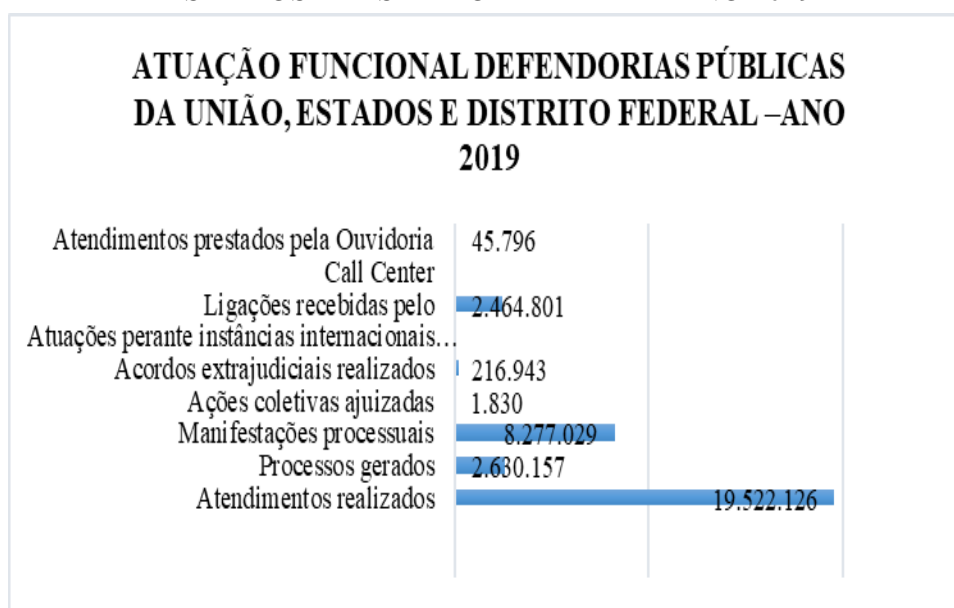 ATUAÇÃO FUNCIONAL DEFENDORIAS PÚBLICAS
DA UNIÃO, ESTADOS E DISTRITO FEDERAL –ANO
2019
Atendimentos prestados pela Ouvidoria 45.796
Call Center
Ligações recebidas pelo 2.464.801
Atuações perante instâncias internacionais…
Acordos extrajudiciais realizados 216.943
Ações coletivas ajuizadas 1.830
Manifestações processuais 8.277.029
Processos gerados 2.630.157
Atendimentos realizados 19.522.126